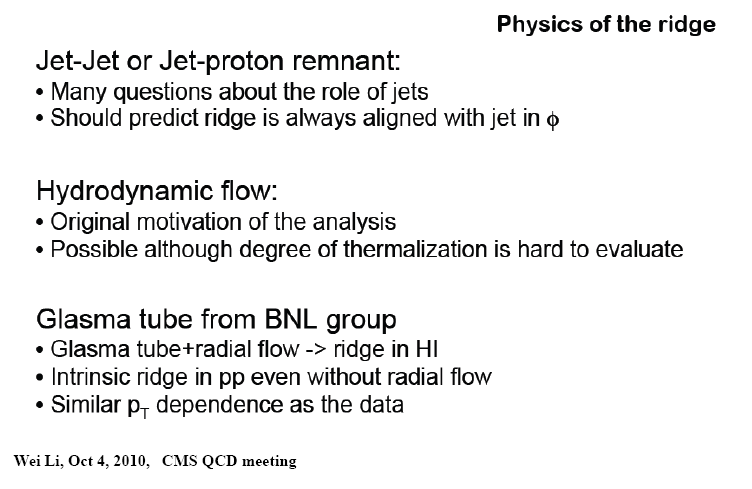 Physics of the ridge
Jet-Jet or Jet-proton remnant:
• Many questions about the role of jets
• Should predict ridge is always aligned with jet in ϕ
Hydrodynamic flow:
• Original motivation of the analysis
• Possible although degree of thermalization is hard to evaluate
Glasma tube from BNL group
• Glasma tube+radial flow -> ridge in HI
• Intrinsic ridge in pp even without radial flow
• Similar pT dependence as the data
Wei Li, Oct 4, 2010, CMS QCD meeting